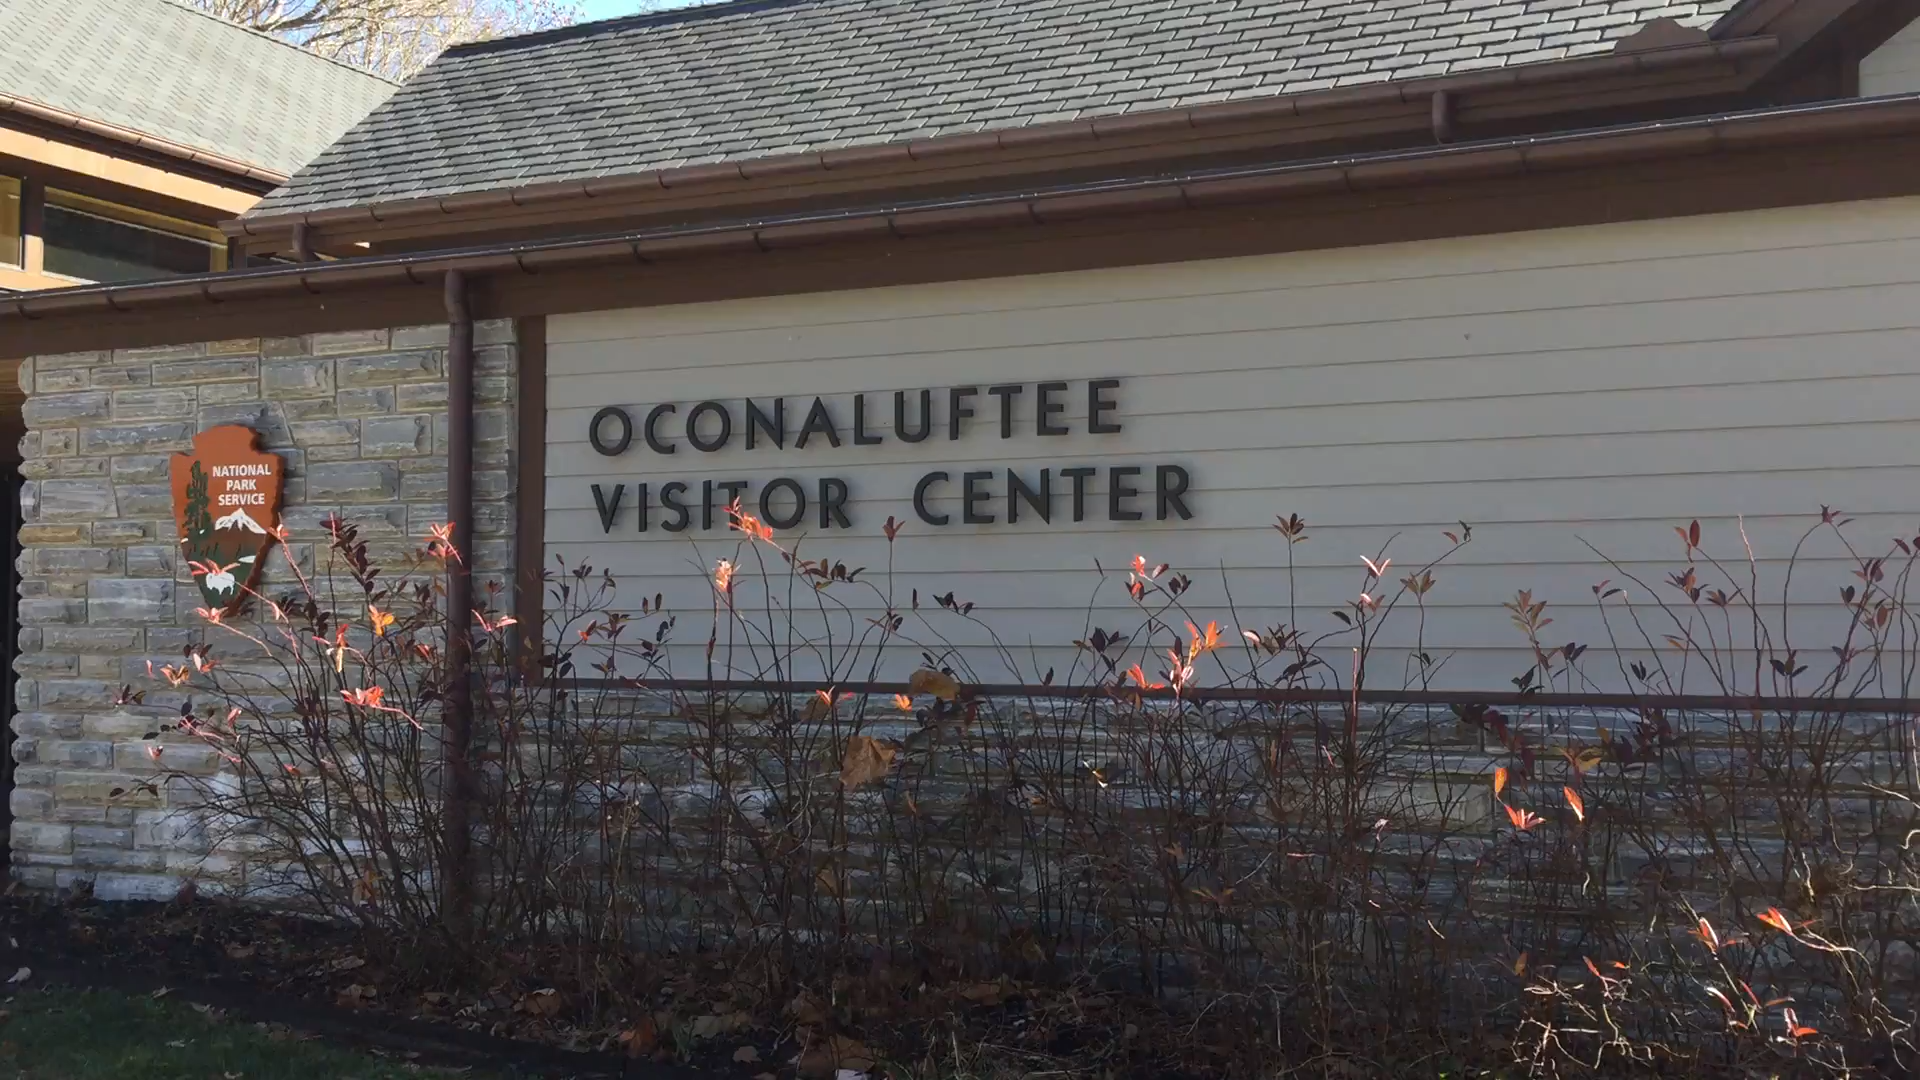 NATIONAL
PARK
SERVICE
OCONALUFTEE
VISITOR CENTER